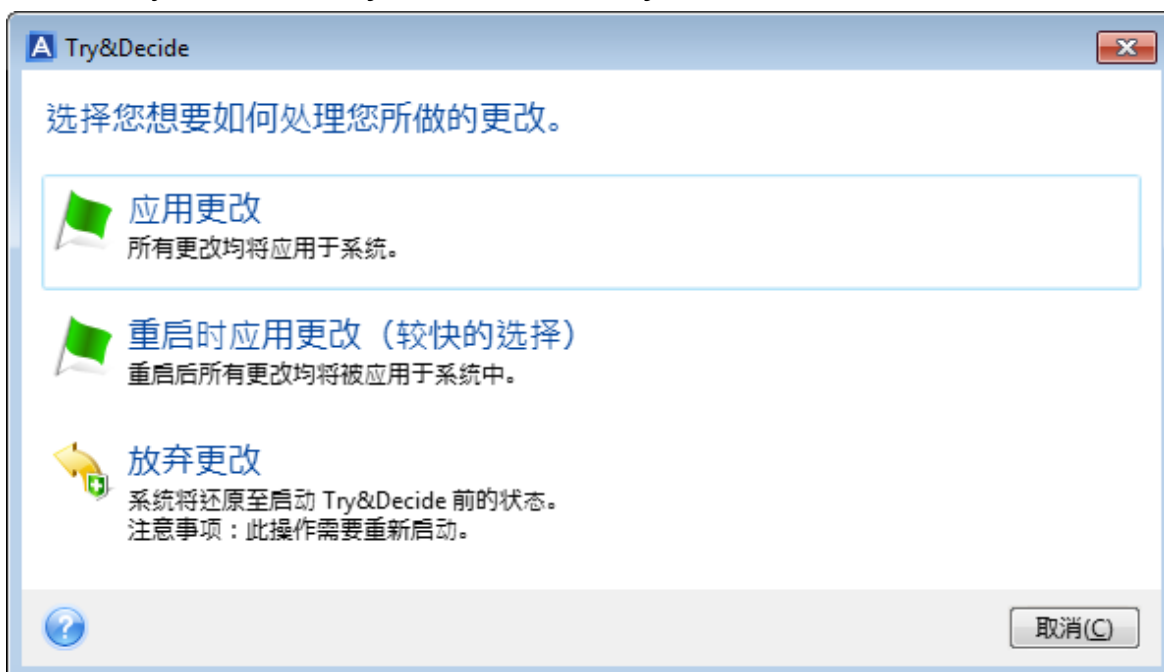 Try&Decide
选择您想要如何处理您所做的更改。
应用更改
所有更改均将应用于系统。
重启时应用更改（较快的选择）
重启后所有更改均将被应用于系统中。
放弃更改
系统将还原至启动 Try&Decide 前的状态。
注意事项：此操作需要重新启动。
取消(C)